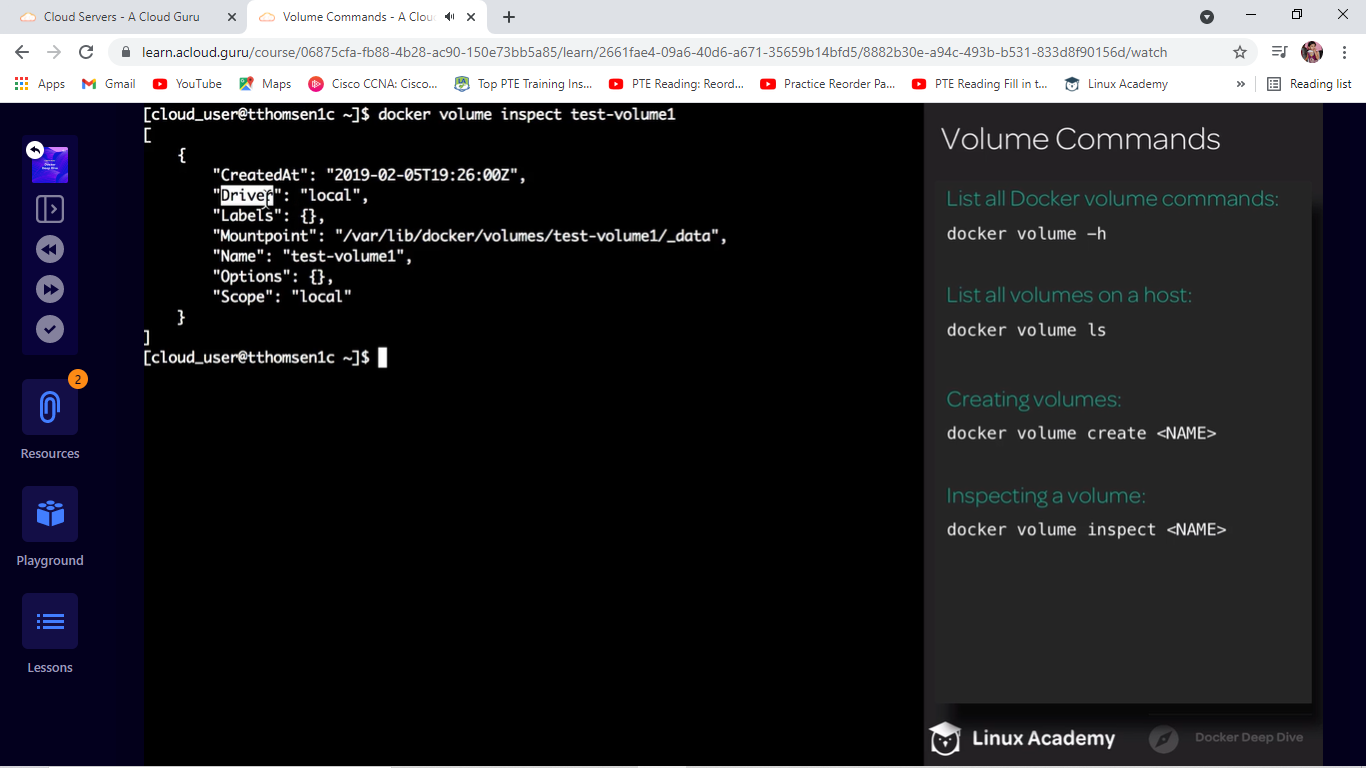 Cloud Servers - A Cloud Guru
Volume Commands - A Clou
learn.acloud.guru/course/06875cfa-fb88-4b28-ac90-150e73bb5a85/learn/2661fae4-09a6-40d6-a671-35659b14bfd5/8882b30e-a94c-493b-b531-833d8f90156d/watch
Apps
Gmail
YouTube
Maps
Cisco CCNA: Cisco...
Top PTE Training Ins...
PTE Reading: Reord...
Practice Reorder Pa...
PTE Reading Fill in t...
Linux Academy
»
Reading list
[cloud_user@tthomsen1c ~]$ docker volume inspect test-volume1
[
{
"CreatedAt": "2019-02-05T19:26:00Z",
"Driver": "local",
"Labels": {},
"Mountpoint": "/var/lib/docker/volumes/test-volume1/_data",
"Name": "test-volume1",
"Options": {},
"Scope": "local"
}
]
[cloud_user@tthomsen1c ~]$
2
Resources
Playground
Lessons
Volume Commands
List all Docker volume commands:
docker volume -h
List all volumes on a host:
docker volume ls
Creating volumes:
docker volume create <NAME>
Inspecting a volume:
docker volume inspect <NAME>
Linux Academy
Docker Deep Dive